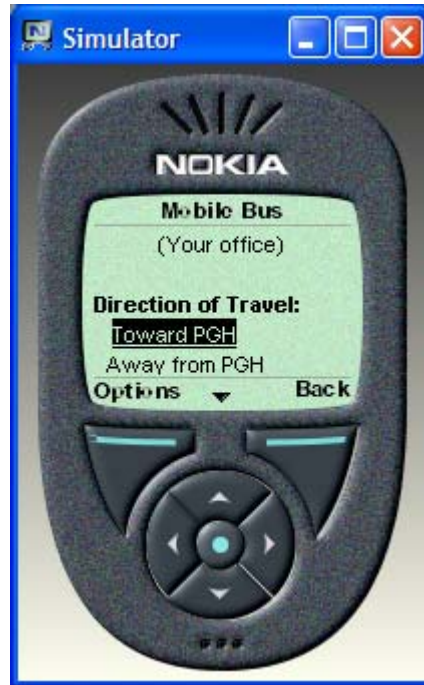 Simulator
NOKIA
Mobile Bus
(Your office)
Direction of Travel:
Toward PGH
Away from PGH
Options Back